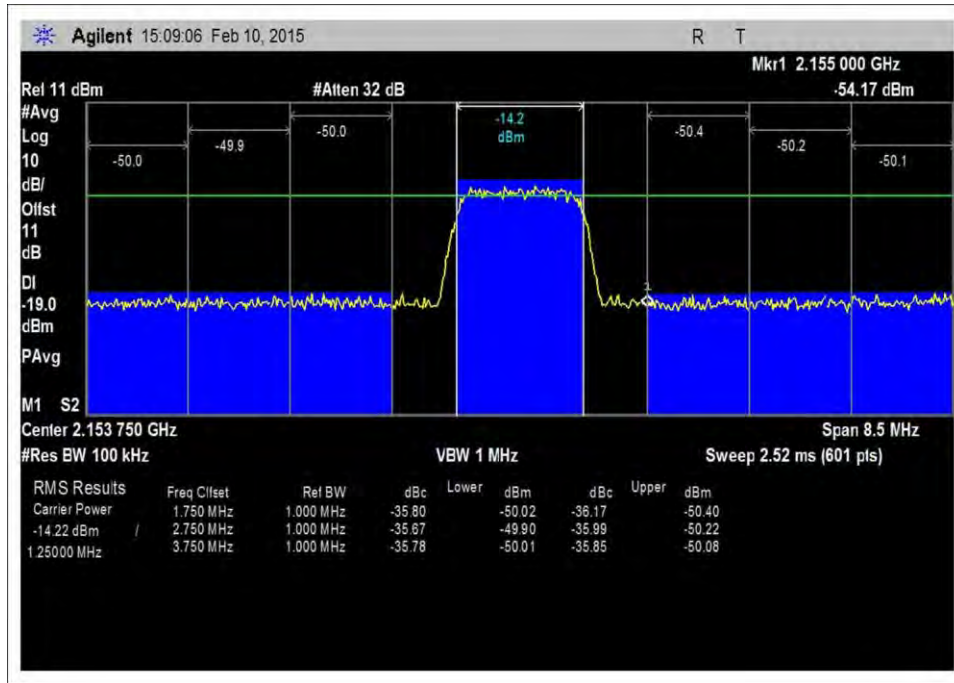 Agilent 15:09:06 Feb 10, 2015 R T
Mkr1 2.155 000 GHz
Rel 11 dBm #Atten 32 dB -54.17 dBm
#Avg
Log
10
dB/
Offst
11
dB
DI
-19.0
dBm
PAvg
M1 S2
-50.0 -49.9 -50.0 -14.2 -50.4 -50.2 -50.1
dBm
1
Center 2.153 750 GHz Span 8.5 MHz
#Res BW 100 kHz VBW 1 MHz Sweep 2.52 ms (601 pts)
RMS Results Freq Clfset Ref BW dBc Lower dBm dBc Upper dBm
Carrier Power 1.750 MHz 1.000 MHz -35.80 -50.02 -36.17 -50.40
-14.22 dBm / 2.750 MHz 1.000 MHz -35.67 -49.90 -35.99 -50.22
1.25000 MHz 3.750 MHz 1.000 MHz -35.78 -50.01 -35.85 -50.08